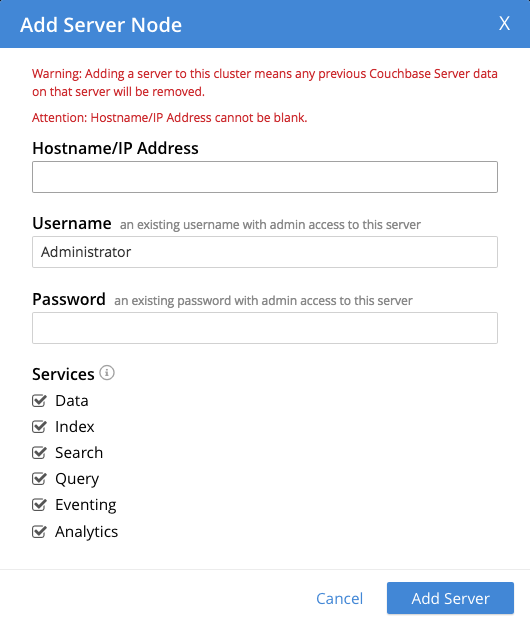 Add Server Node X
Warning: Adding a server to this cluster means any previous Couchbase Server data
on that server will be removed.
Attention: Hostname/IP Address cannot be blank.
Hostname/IP Address
Username an existing username with admin access to this server
Administrator
Password an existing password with admin access to this server
Services
Data
Index
Search
Query
Eventing
Analytics
Cancel Add Server